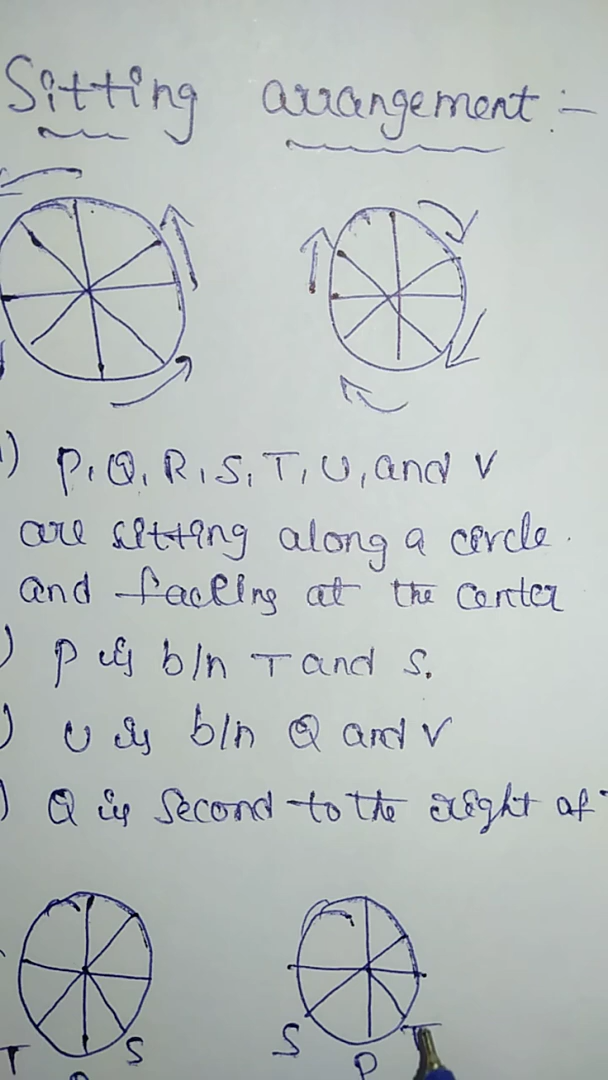 Sitting arrangement :-
) P, Q, R, S, T, U, and V
are sitting along a circle.
and facing at the center
) P is b/n T and S.
) U is b/n Q and V
) Q is second to the right of
T S
S P T